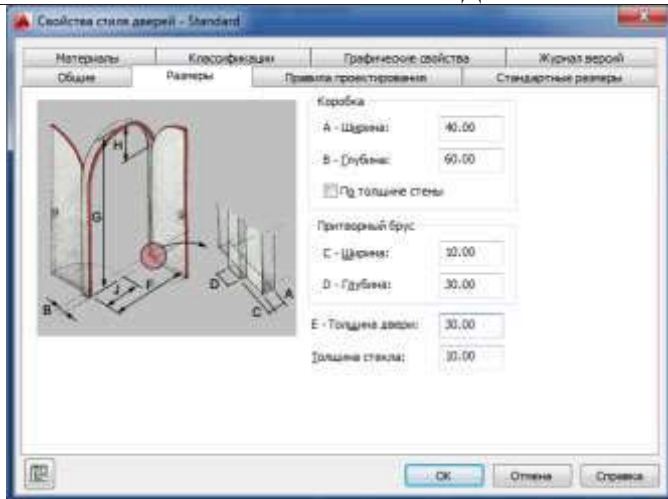 Свойства стиля дверей - Standard
Материалы Классификации Графические свойства Журнал версий
Общие Размеры Правила проектирования Стандартные размеры
Коробка
A - Ширина: 40.00
B - Глубина: 60.00
По толщине стены
Притворный брус
C - Ширина: 10.00
D - Глубина: 30.00
E - Толщина двери: 30.00
Толщина стекла: 10.00
H
G
J F
B D C A
OK Отмена Справка